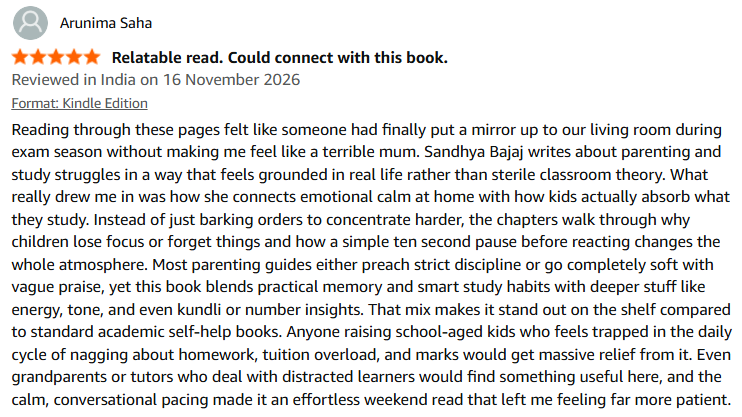 Arunima Saha
Relatable read. Could connect with this book.
Reviewed in India on 16 November 2026
Format: Kindle Edition
Reading through these pages felt like someone had finally put a mirror up to our living room during
exam season without making me feel like a terrible mum. Sandhya Bajaj writes about parenting and
study struggles in a way that feels grounded in real life rather than sterile classroom theory. What
really drew me in was how she connects emotional calm at home with how kids actually absorb what
they study. Instead of just barking orders to concentrate harder, the chapters walk through why
children lose focus or forget things and how a simple ten second pause before reacting changes the
whole atmosphere. Most parenting guides either preach strict discipline or go completely soft with
vague praise, yet this book blends practical memory and smart study habits with deeper stuff like
energy, tone, and even kundli or number insights. That mix makes it stand out on the shelf compared
to standard academic self-help books. Anyone raising school-aged kids who feels trapped in the daily
cycle of nagging about homework, tuition overload, and marks would get massive relief from it. Even
grandparents or tutors who deal with distracted learners would find something useful here, and the
calm, conversational pacing made it an effortless weekend read that left me feeling far more patient.